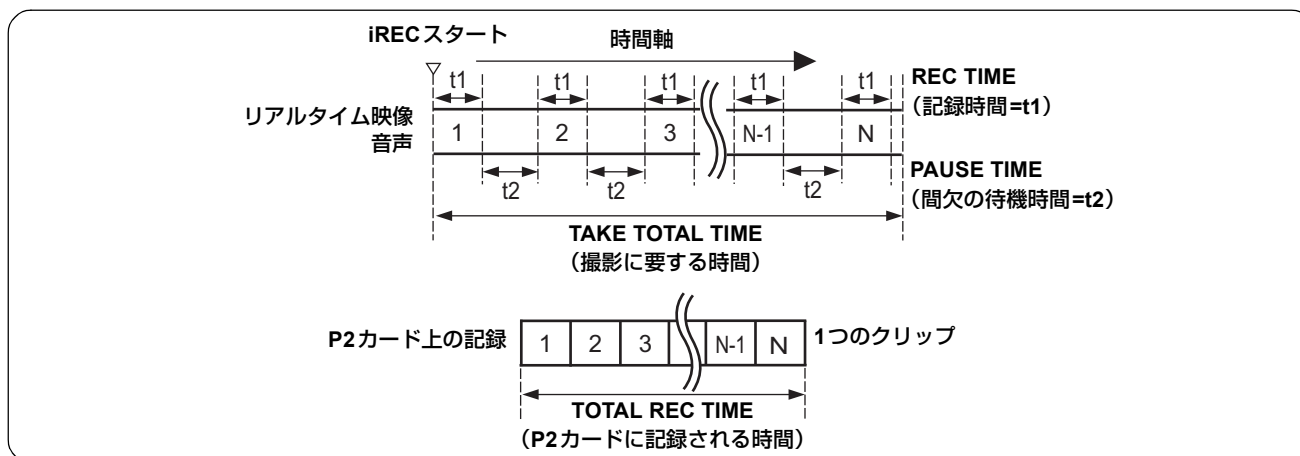 iRECスタート
時間軸
t1 t1 t1 t1 t1
REC TIME
(記録時間=t1)
リアルタイム映像
音声
1 2 3 N-1 N
t2 t2 t2 t2
PAUSE TIME
(間欠の待機時間=t2)
TAKE TOTAL TIME
(撮影に要する時間)
P2カード上の記録
1 2 3 N-1 N
1つのクリップ
TOTAL REC TIME
(P2カードに記録される時間)